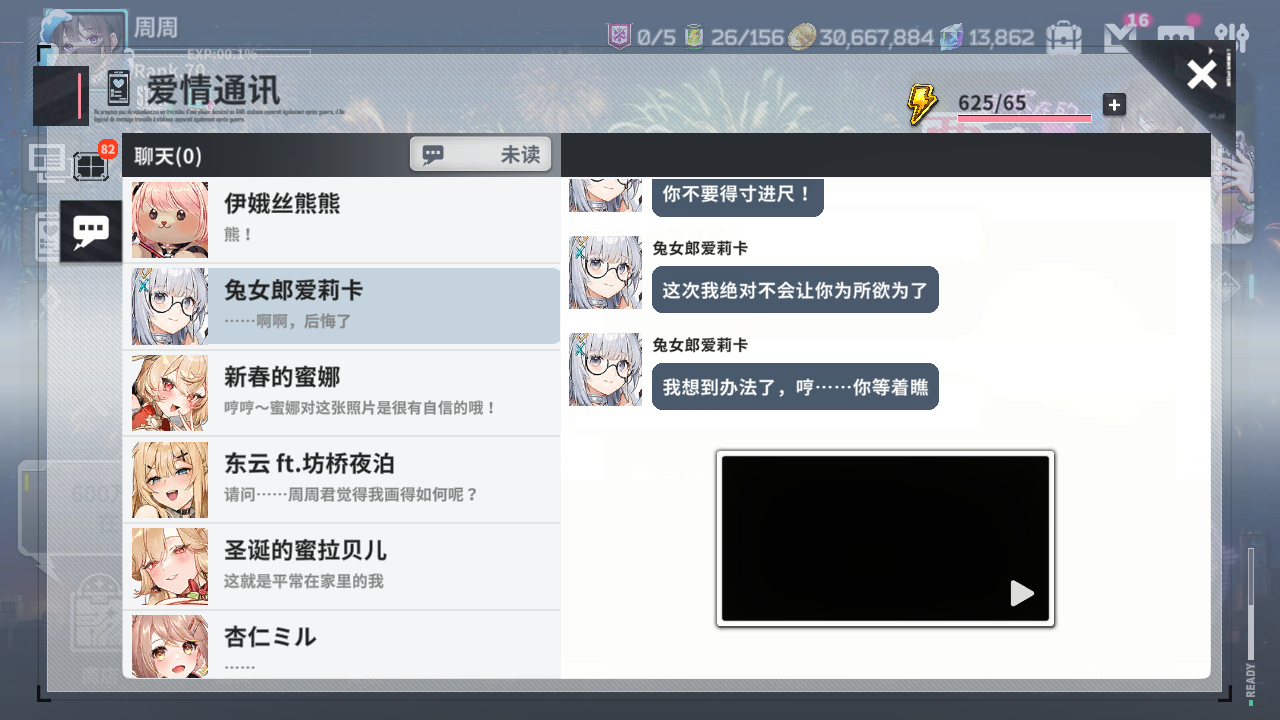 周周
EXP:00.1%
Rank.70
0/5
26/156
30,667,884
13,862
16
爱情通讯
625/65
82
聊天(0)
未读
伊娥丝熊熊
熊！
兔女郎爱莉卡
……啊啊，后悔了
新春的蜜娜
哼哼～蜜娜对这张照片是很有自信的哦！
东云 ft.坊桥夜泊
请问……周周君觉得我画得如何呢？
圣诞的蜜拉贝儿
这就是平常在家里的我
杏仁ミル
……
你不要得寸进尺！
兔女郎爱莉卡
这次我绝对不会让你为所欲为了
兔女郎爱莉卡
我想到办法了，哼……你等着瞧
READY